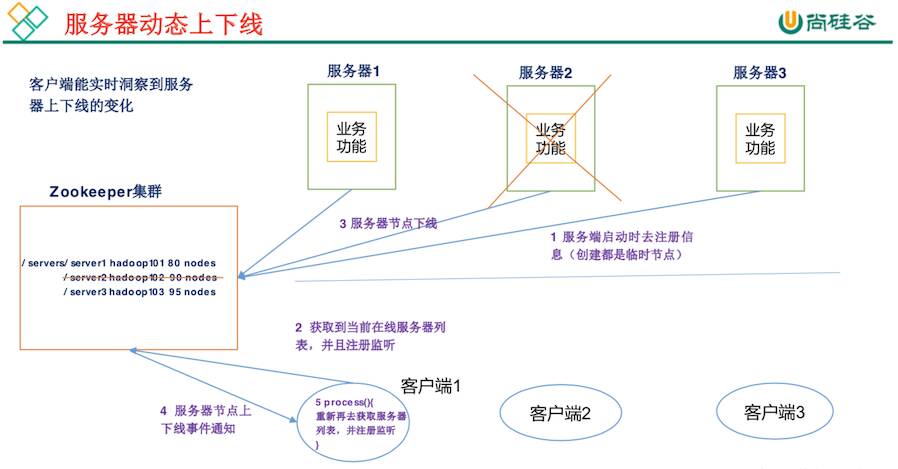 服务器动态上下线
尚硅谷
客户端能实时洞察到服务
器上下线的变化
服务器1
服务器2
服务器3
业务
功能
业务
功能
业务
功能
Zookeeper集群
3 服务器节点下线
1 服务端启动时去注册信
息（创建都是临时节点）
/ servers/ server1 hadoop101 80 nodes
/ server2 hadoop102 90 nodes
/ server3 hadoop103 95 nodes
2 获取到当前在线服务器列
表，并且注册监听
客户端1
4 服务器节点上
下线事件通知
5 process(){
重新再去获取服务器
列表，并注册监听
}
客户端2
客户端3